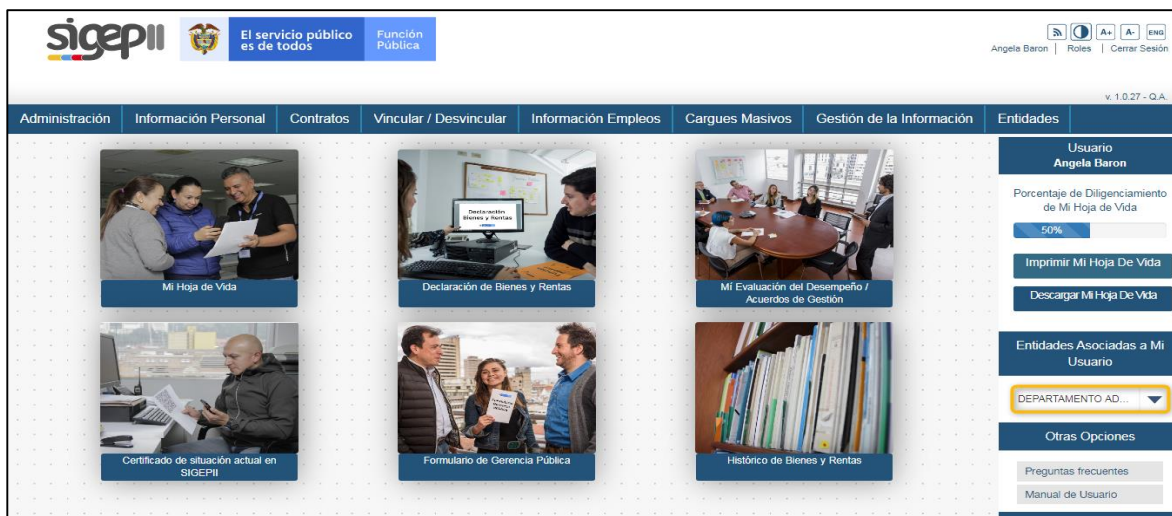 sigepII
El servicio público
es de todos
Función
Pública
A+ A- ENG
Angela Baron | Roles | Cerrar Sesión
v. 1.0.27 - Q.A.
Administración Información Personal Contratos Vincular / Desvincular Información Empleos Cargues Masivos Gestión de la Información Entidades
Usuario
Angela Baron
Porcentaje de Diligenciamiento
de Mi Hoja de Vida
50%
Imprimir Mi Hoja De Vida
Descargar Mi Hoja De Vida
Entidades Asociadas a Mi
Usuario
DEPARTAMENTO AD...
Otras Opciones
Preguntas frecuentes
Manual de Usuario
Declaración
Bienes y Rentas
Mi Hoja de Vida
Declaración de Bienes y Rentas
Mí Evaluación del Desempeño /
Acuerdos de Gestión
Certificado de situación actual en
SIGEPII
Formulario de Gerencia Pública
Histórico de Bienes y Rentas